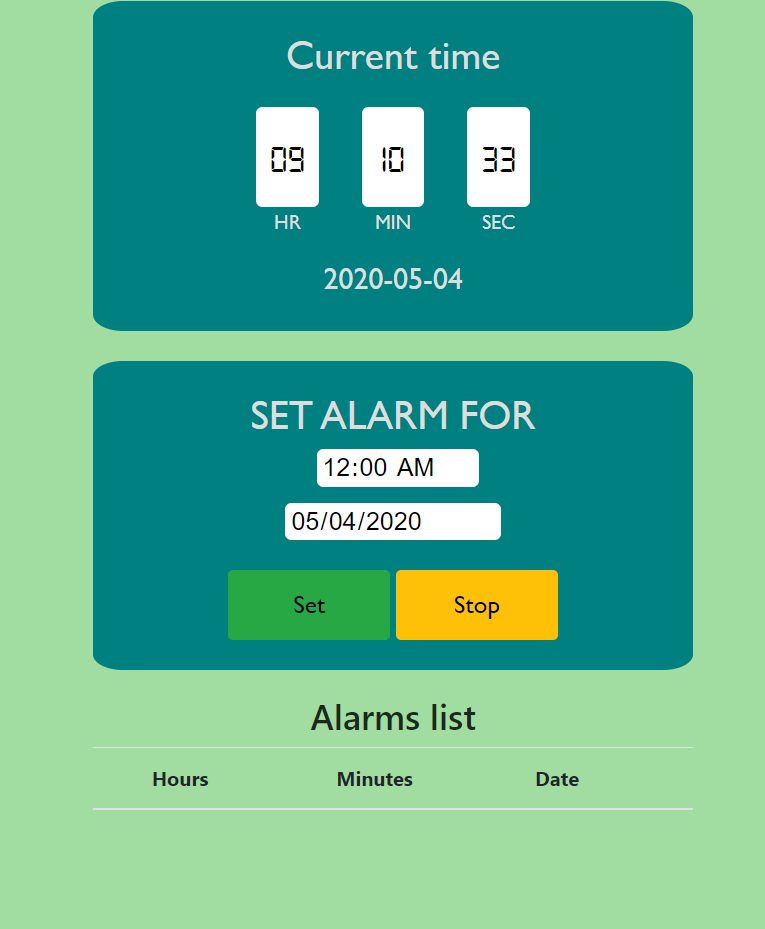 Current time
09 10 33
HR MIN SEC
2020-05-04
SET ALARM FOR
12:00 AM
05/04/2020
Set Stop
Alarms list
Hours Minutes Date